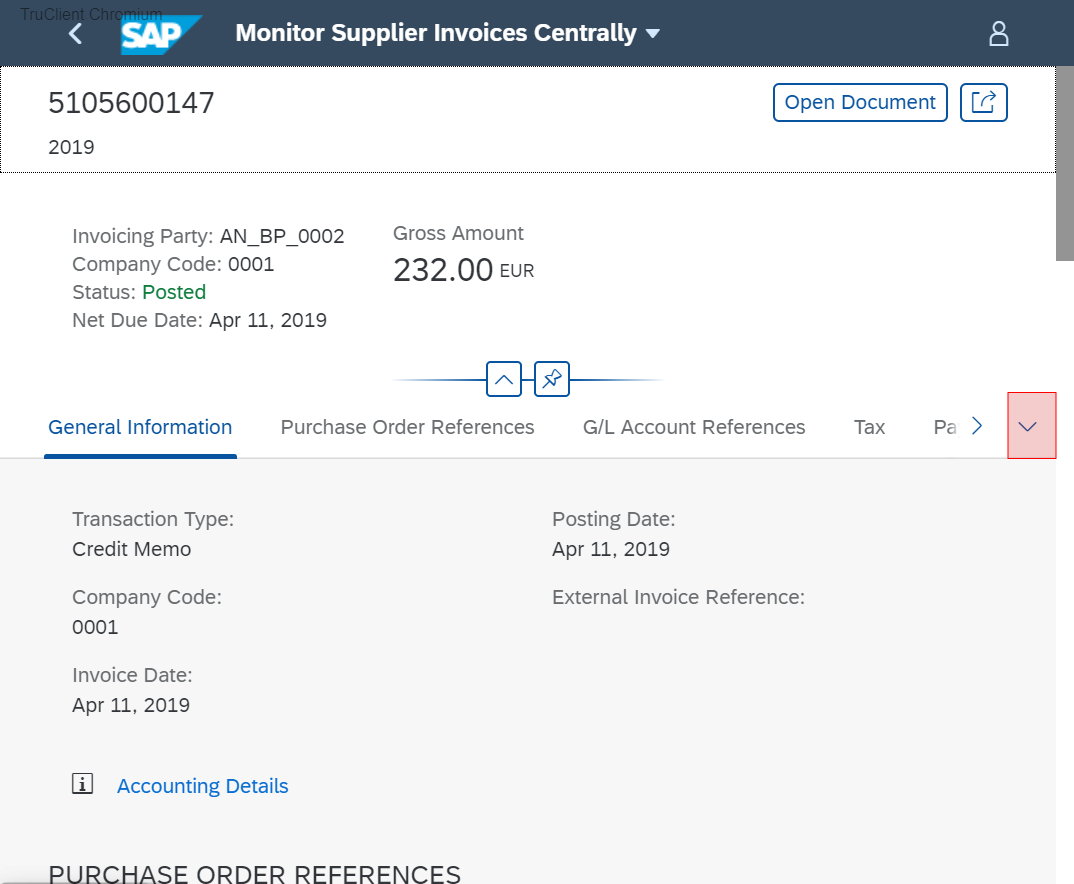 TruClient Chromium
SAP
Monitor Supplier Invoices Centrally
5105600147
Open Document
2019
Invoicing Party: AN_BP_0002
Company Code: 0001
Status: Posted
Net Due Date: Apr 11, 2019
Gross Amount
232.00 EUR
General Information
Purchase Order References
G/L Account References
Tax
Pa
Transaction Type:
Credit Memo
Company Code:
0001
Invoice Date:
Apr 11, 2019
Posting Date:
Apr 11, 2019
External Invoice Reference:
Accounting Details
PURCHASE ORDER REFERENCES